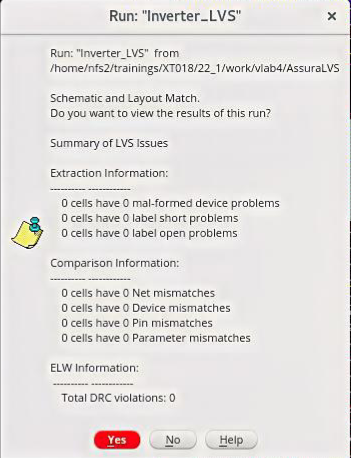 Run: "Inverter_LVS"
×
Run: "Inverter_LVS" from
/home/nfs2/trainings/XT018/22_1/work/vlab4/AssuraLVS
Schematic and Layout Match.
Do you want to view the results of this run?
Summary of LVS Issues
Extraction Information:
---------- ------------
0 cells have 0 mal-formed device problems
0 cells have 0 label short problems
0 cells have 0 label open problems
Comparison Information:
---------- ------------
0 cells have 0 Net mismatches
0 cells have 0 Device mismatches
0 cells have 0 Pin mismatches
0 cells have 0 Parameter mismatches
ELW Information:
---------- ------------
Total DRC violations: 0
Yes No Help